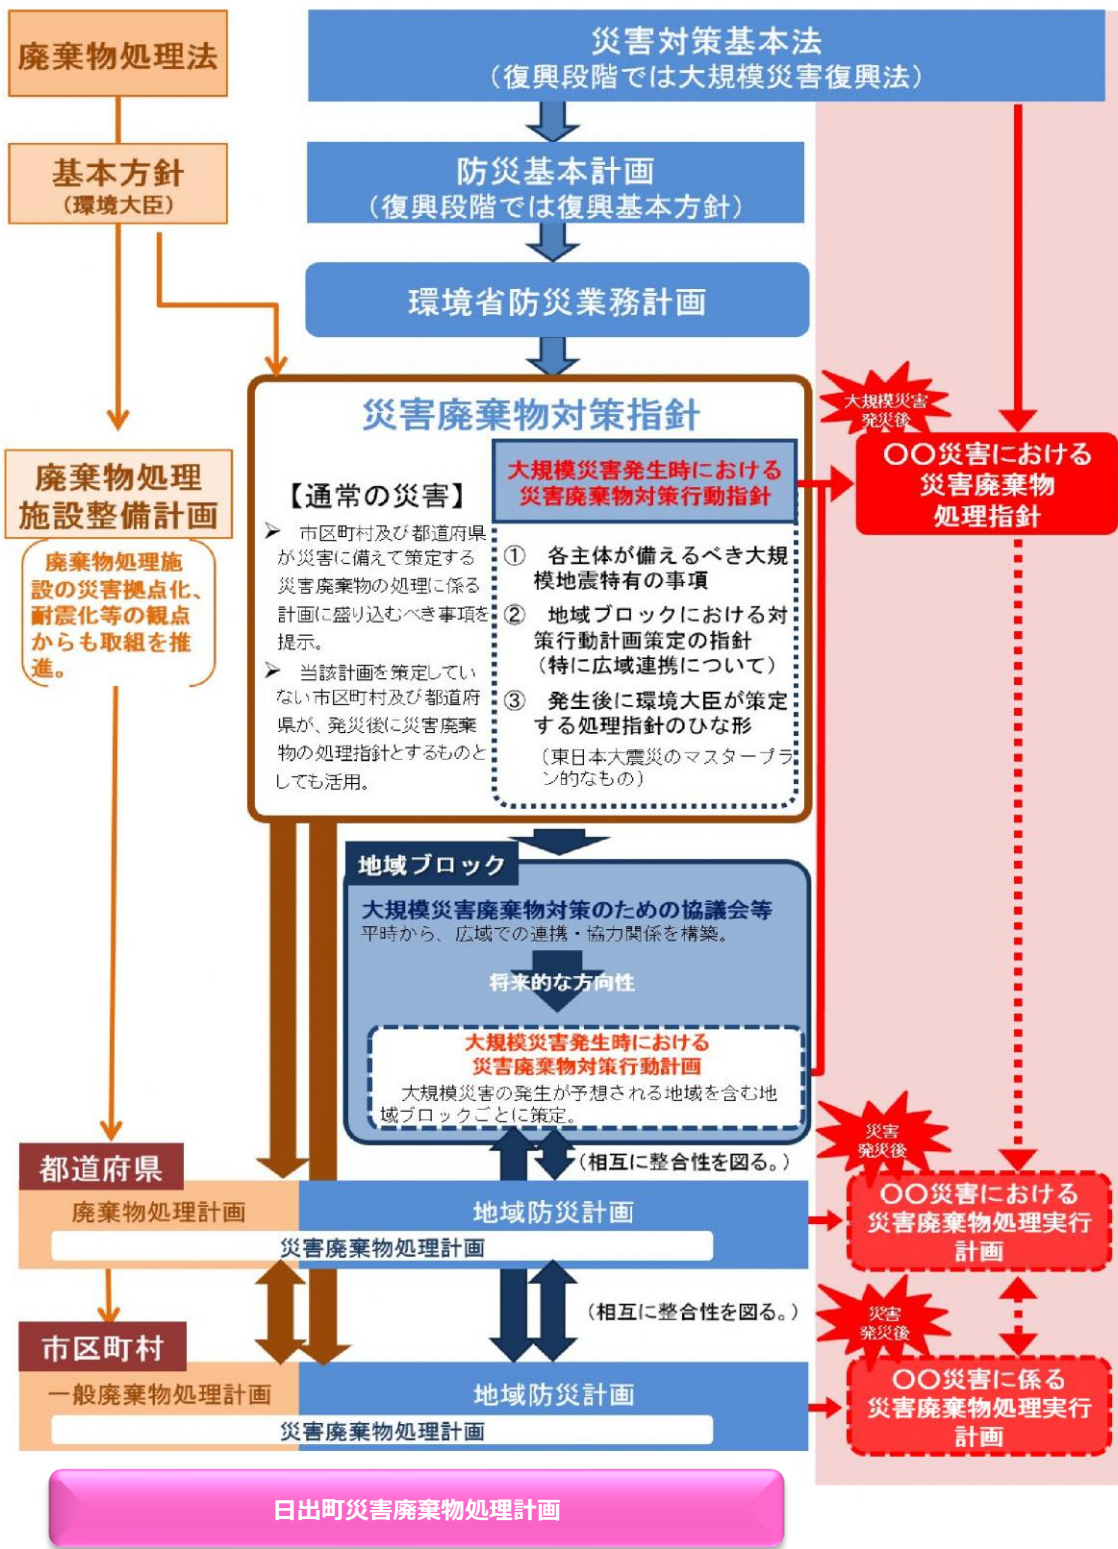 廃棄物処理法
災害対策基本法
(復興段階では大規模災害復興法)
基本方針
(環境大臣)
防災基本計画
(復興段階では復興基本方針)
環境省防災業務計画
災害廃棄物対策指針
【通常の災害】
➢ 市区町村及び都道府県
が災害に備えて策定する
災害廃棄物の処理に係る
計画に盛り込むべき事項を
提示。
➢ 当該計画を策定してい
ない市区町村及び都道府
県が、発災後に災害廃棄
物の処理指針とするものと
しても活用。
大規模災害発生時における
災害廃棄物対策行動指針
① 各主体が備えるべき大規
模地震特有の事項
② 地域ブロックにおける対
策行動計画策定の指針
(特に広域連携について)
③ 発生後に環境大臣が策定
する処理指針のひな形
(東日本大震災のマスタープラ
ン的なもの)
大規模災害
発災後
〇〇災害における
災害廃棄物
処理指針
廃棄物処理
施設整備計画
廃棄物処理施
設の災害拠点化、
耐震化等の観点
からも取組を推
進。
地域ブロック
大規模災害廃棄物対策のための協議会等
平時から、広域での連携・協力関係を構築。
将来的な方向性
大規模災害発生時における
災害廃棄物対策行動計画
大規模災害の発生が予想される地域を含む地
域ブロックごとに策定。
(相互に整合性を図る。)
災害
発災後
都道府県
廃棄物処理計画
地域防災計画
災害廃棄物処理計画
〇〇災害における
災害廃棄物処理実行
計画
(相互に整合性を図る。)
災害
発災後
市区町村
一般廃棄物処理計画
地域防災計画
災害廃棄物処理計画
〇〇災害に係る
災害廃棄物処理実行
計画
日出町災害廃棄物処理計画